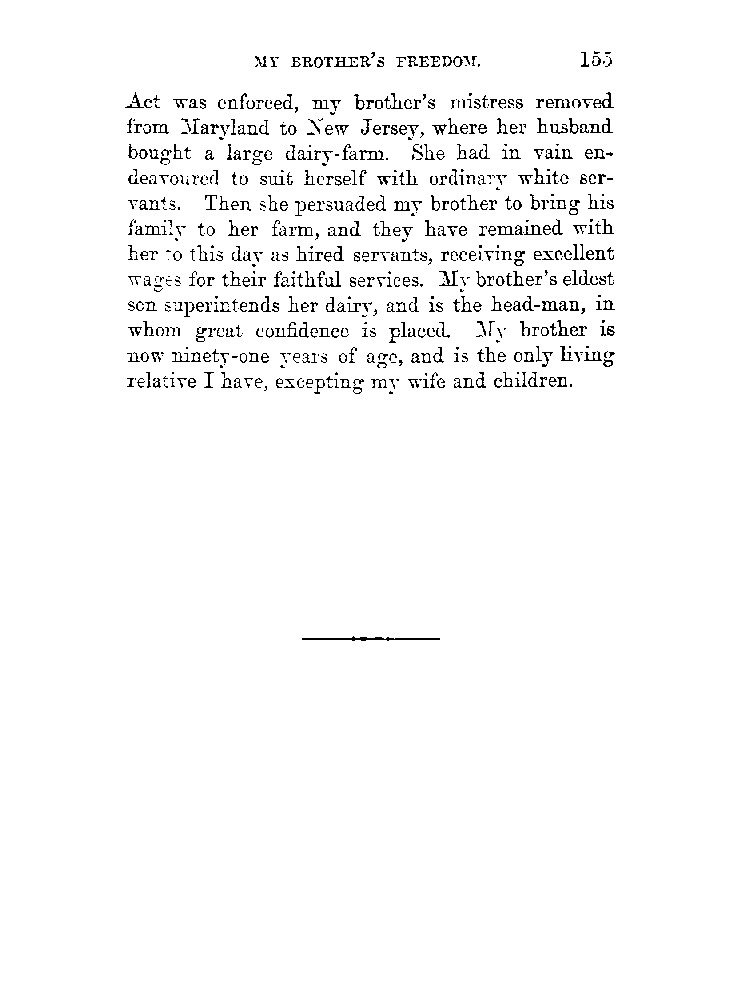 MY BROTHER'S FREEDOM. 155
Act was enforced, my brother's mistress removed
from Maryland to New Jersey, where her husband
bought a large dairy-farm. She had in vain en-
deavoured to suit herself with ordinary white ser-
vants. Then she persuaded my brother to bring his
family to her farm, and they have remained with
her to this day as hired servants, receiving excellent
wages for their faithful services. My brother's eldest
son superintends her dairy, and is the head-man, in
whom great confidence is placed. My brother is
now ninety-one years of age, and is the only living
relative I have, excepting my wife and children.